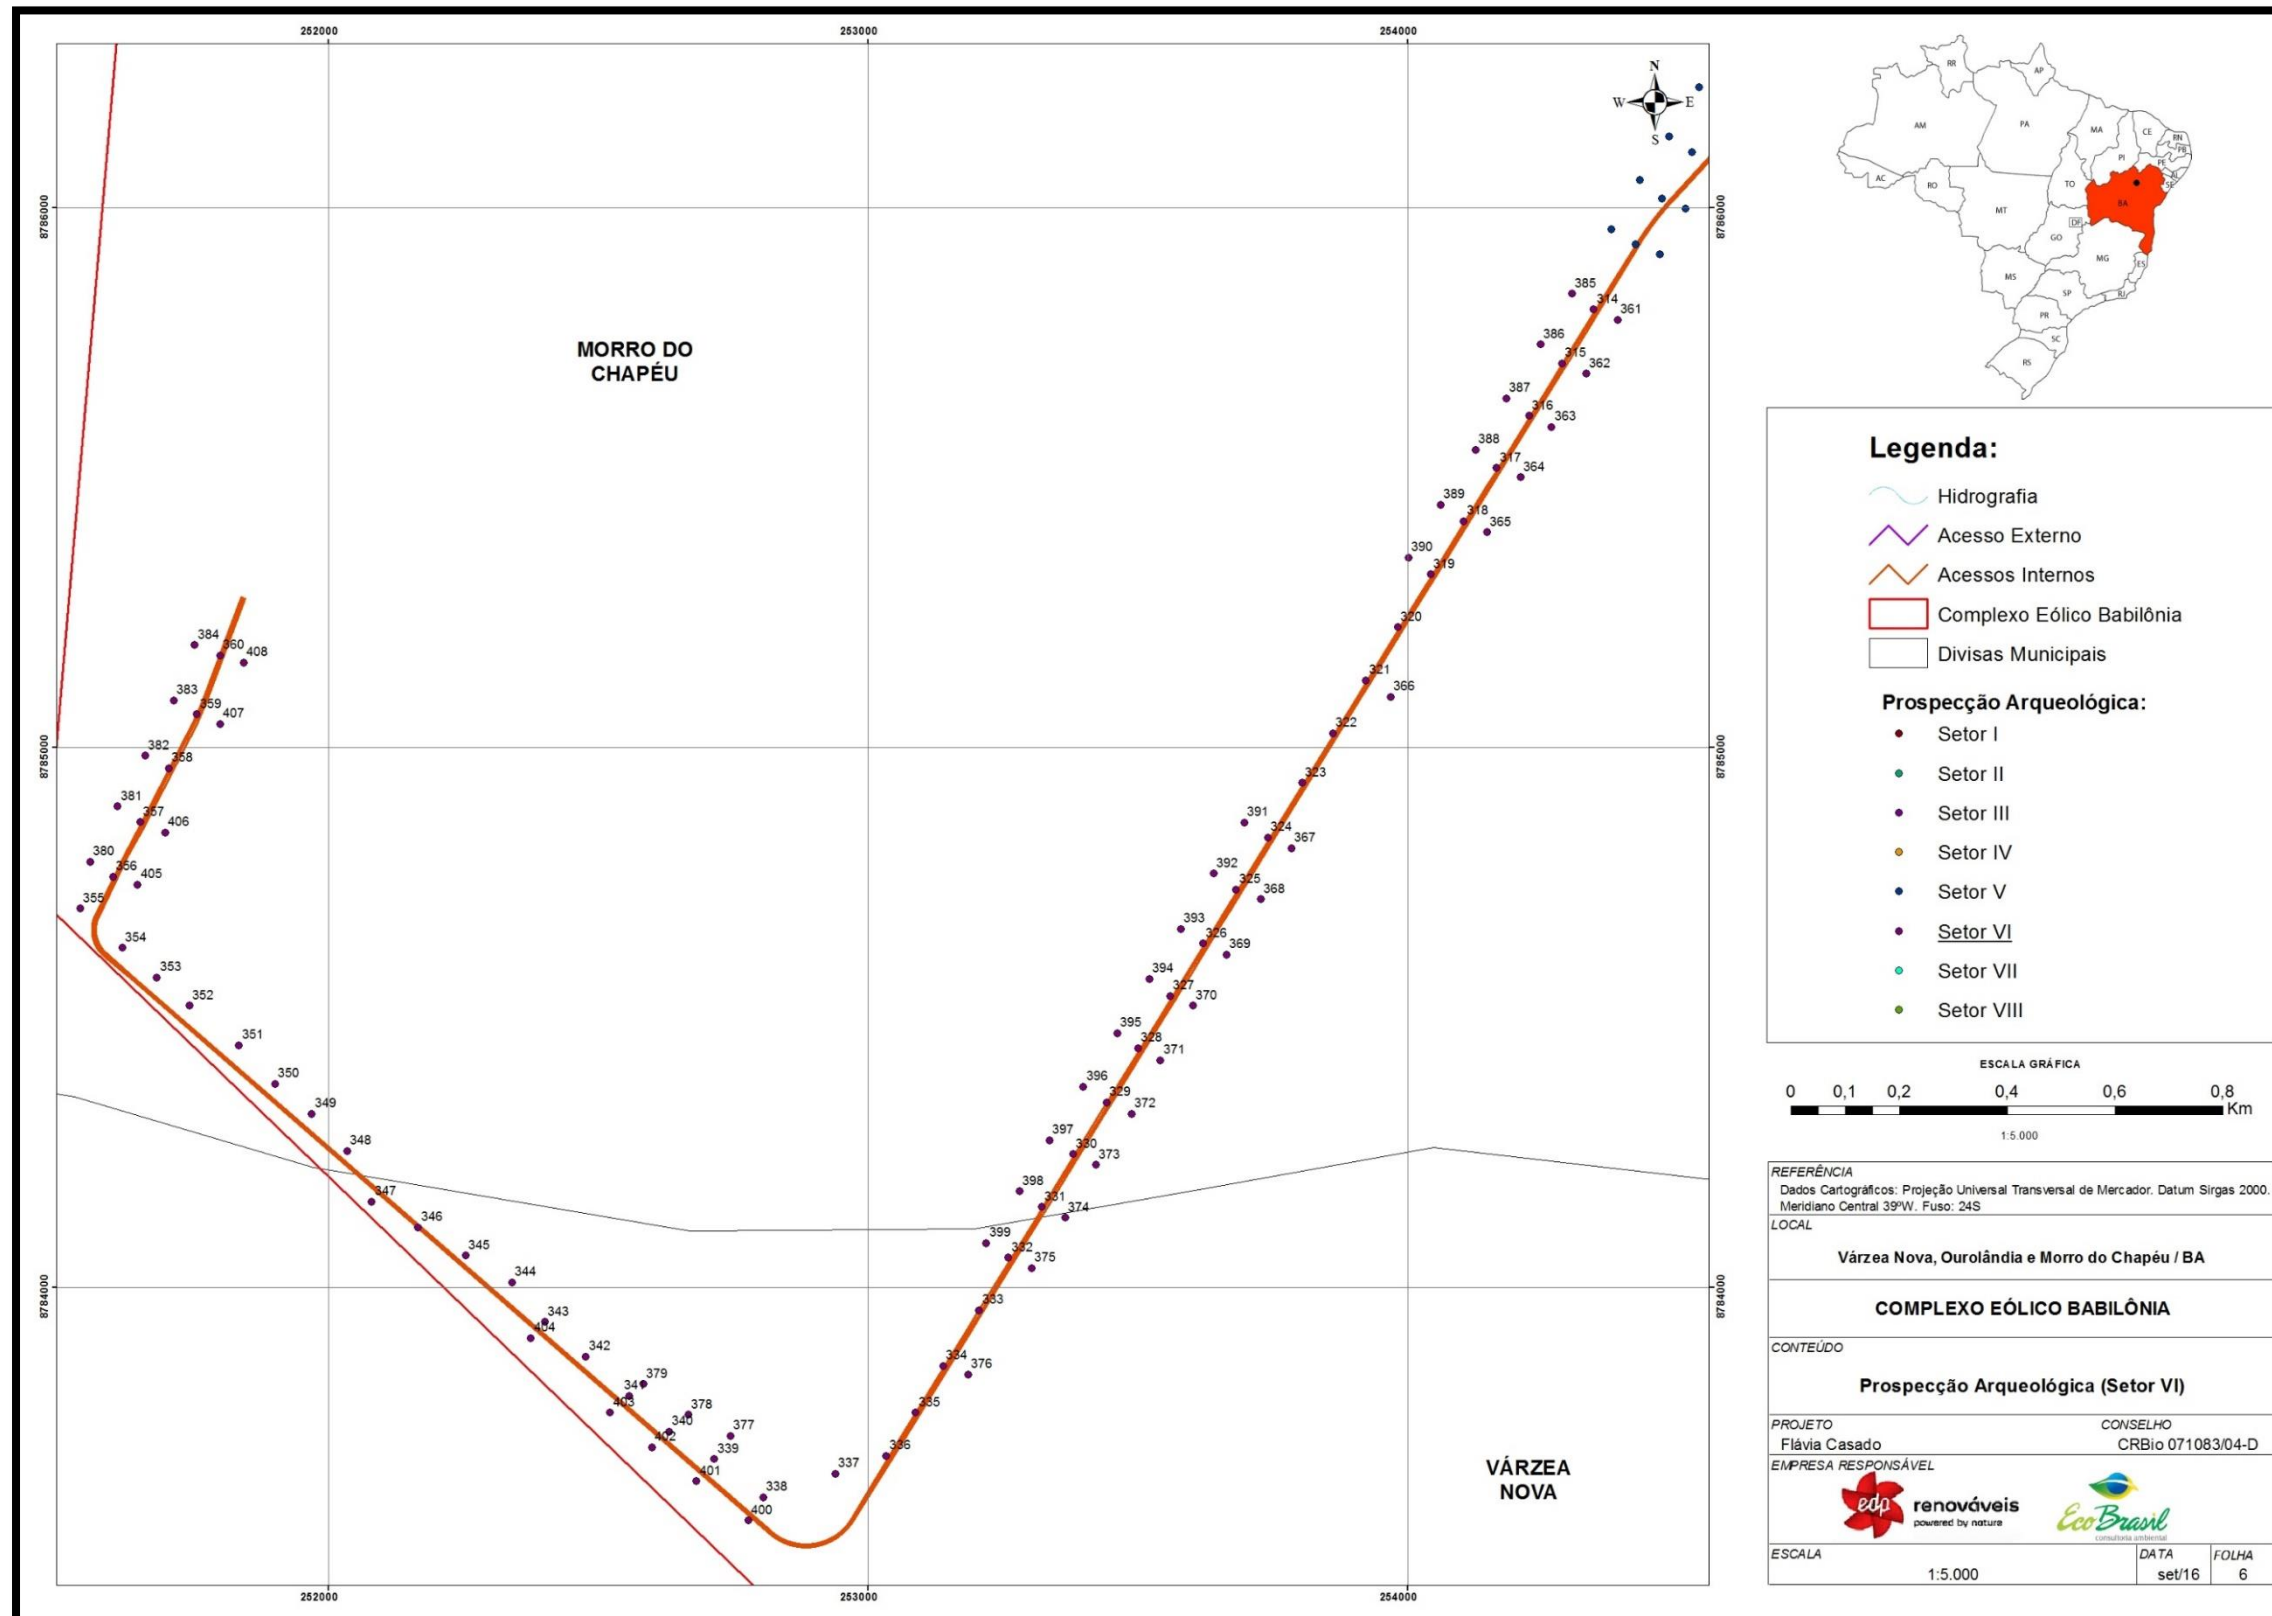 252000
253000
254000
N
W
E
S
8786000
8786000
MORRO DO
CHAPÉU
385
314
361
386
315
362
387
316
363
388
317
364
389
318
365
390
319
320
321
366
322
384
360
408
383
359
407
8785000
8785000
382
358
323
381
357
406
391
324
367
380
356
405
392
325
368
355
393
326
369
354
353
394
327
370
352
395
328
371
351
350
396
329
372
349
397
330
373
348
398
331
374
347
346
399
332
375
345
344
8784000
8784000
343
404
333
342
334
376
379
341
403
378
335
340
402
377
339
336
337
401
338
400
VÁRZEA
NOVA
252000
253000
254000
RR
AP
AM
PA
MA
CE
RN
PB
PI
PE
AL
SE
AC
RO
TO
BA
MT
DF
GO
MG
ES
MS
SP
RJ
PR
SC
RS
Legenda:
Hidrografia
Acesso Externo
Acessos Internos
Complexo Eólico Babilônia
Divisas Municipais
Prospecção Arqueológica:
Setor I
Setor II
Setor III
Setor IV
Setor V
Setor VI
Setor VII
Setor VIII
ESCALA GRÁFICA
0 0,1 0,2 0,4 0,6 0,8
Km
1:5.000
REFERÊNCIA
Dados Cartográficos: Projeção Universal Transversal de Mercador. Datum Sirgas 2000.
Meridiano Central 39ºW. Fuso: 24S
LOCAL
Várzea Nova, Ourolândia e Morro do Chapéu / BA
COMPLEXO EÓLICO BABILÔNIA
CONTEÚDO
Prospecção Arqueológica (Setor VI)
PROJETO CONSELHO
Flávia Casado CRBio 071083/04-D
EMPRESA RESPONSÁVEL
edp renováveis
powered by nature
EcoBrasil
consultoria ambiental
ESCALA DATA FOLHA
1:5.000 set/16 6